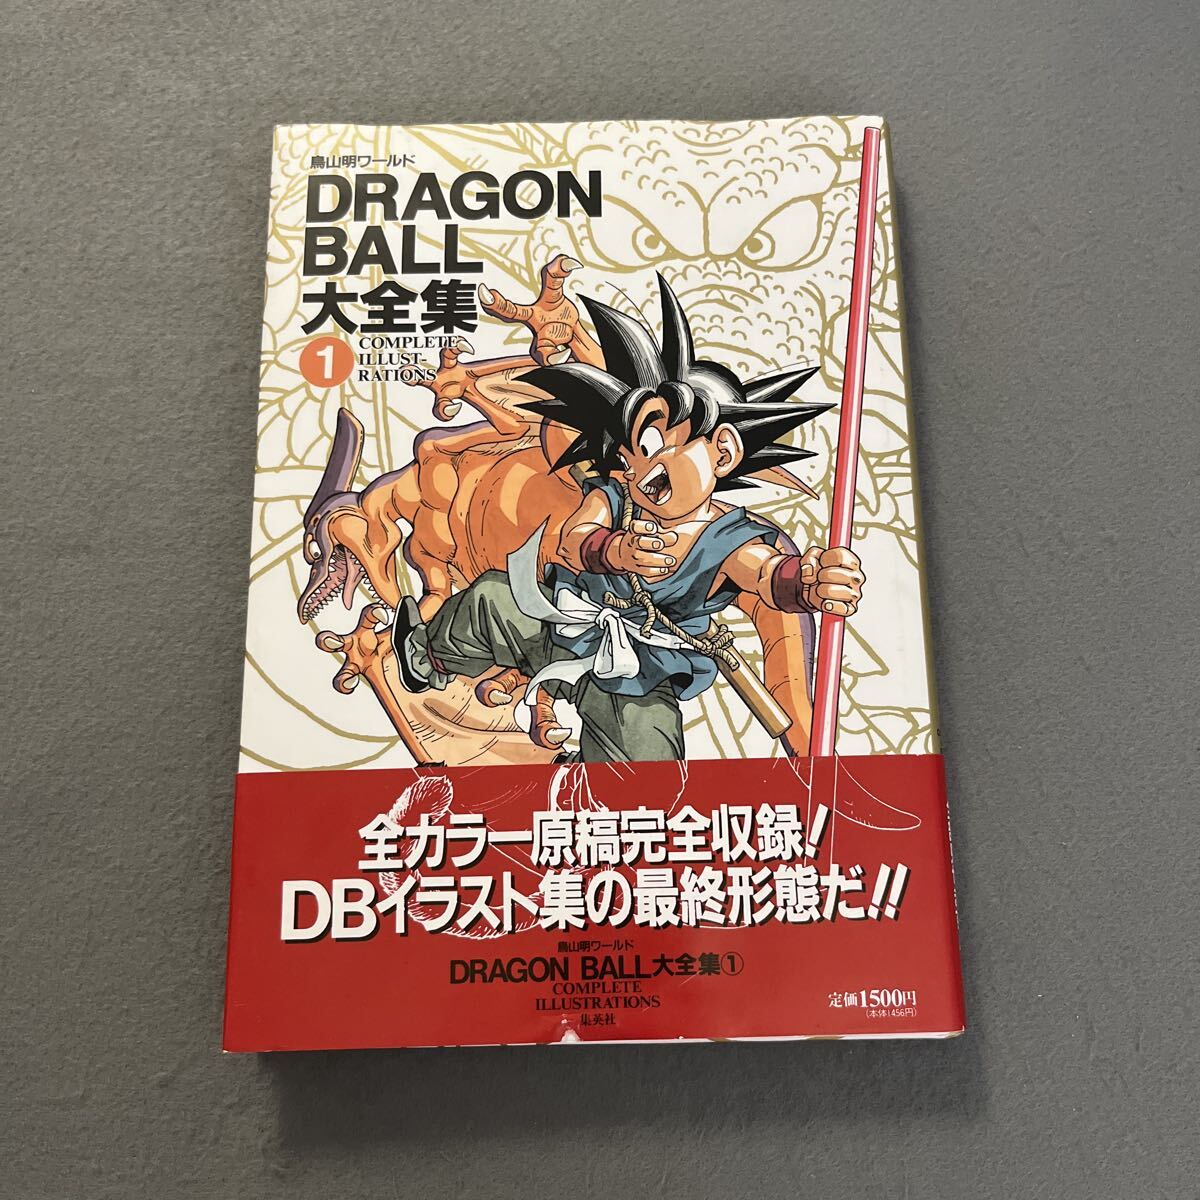 鳥山明ワールド
DRAGON
BALL
大全集
1
COMPLETE
ILLUST-
RATIONS
全カラー原稿完全収録!
DBイラスト集の最終形態だ!!
鳥山明ワールド
DRAGON BALL大全集①
COMPLETE
ILLUSTRATIONS
集英社
定価1500円
(本体1456円)